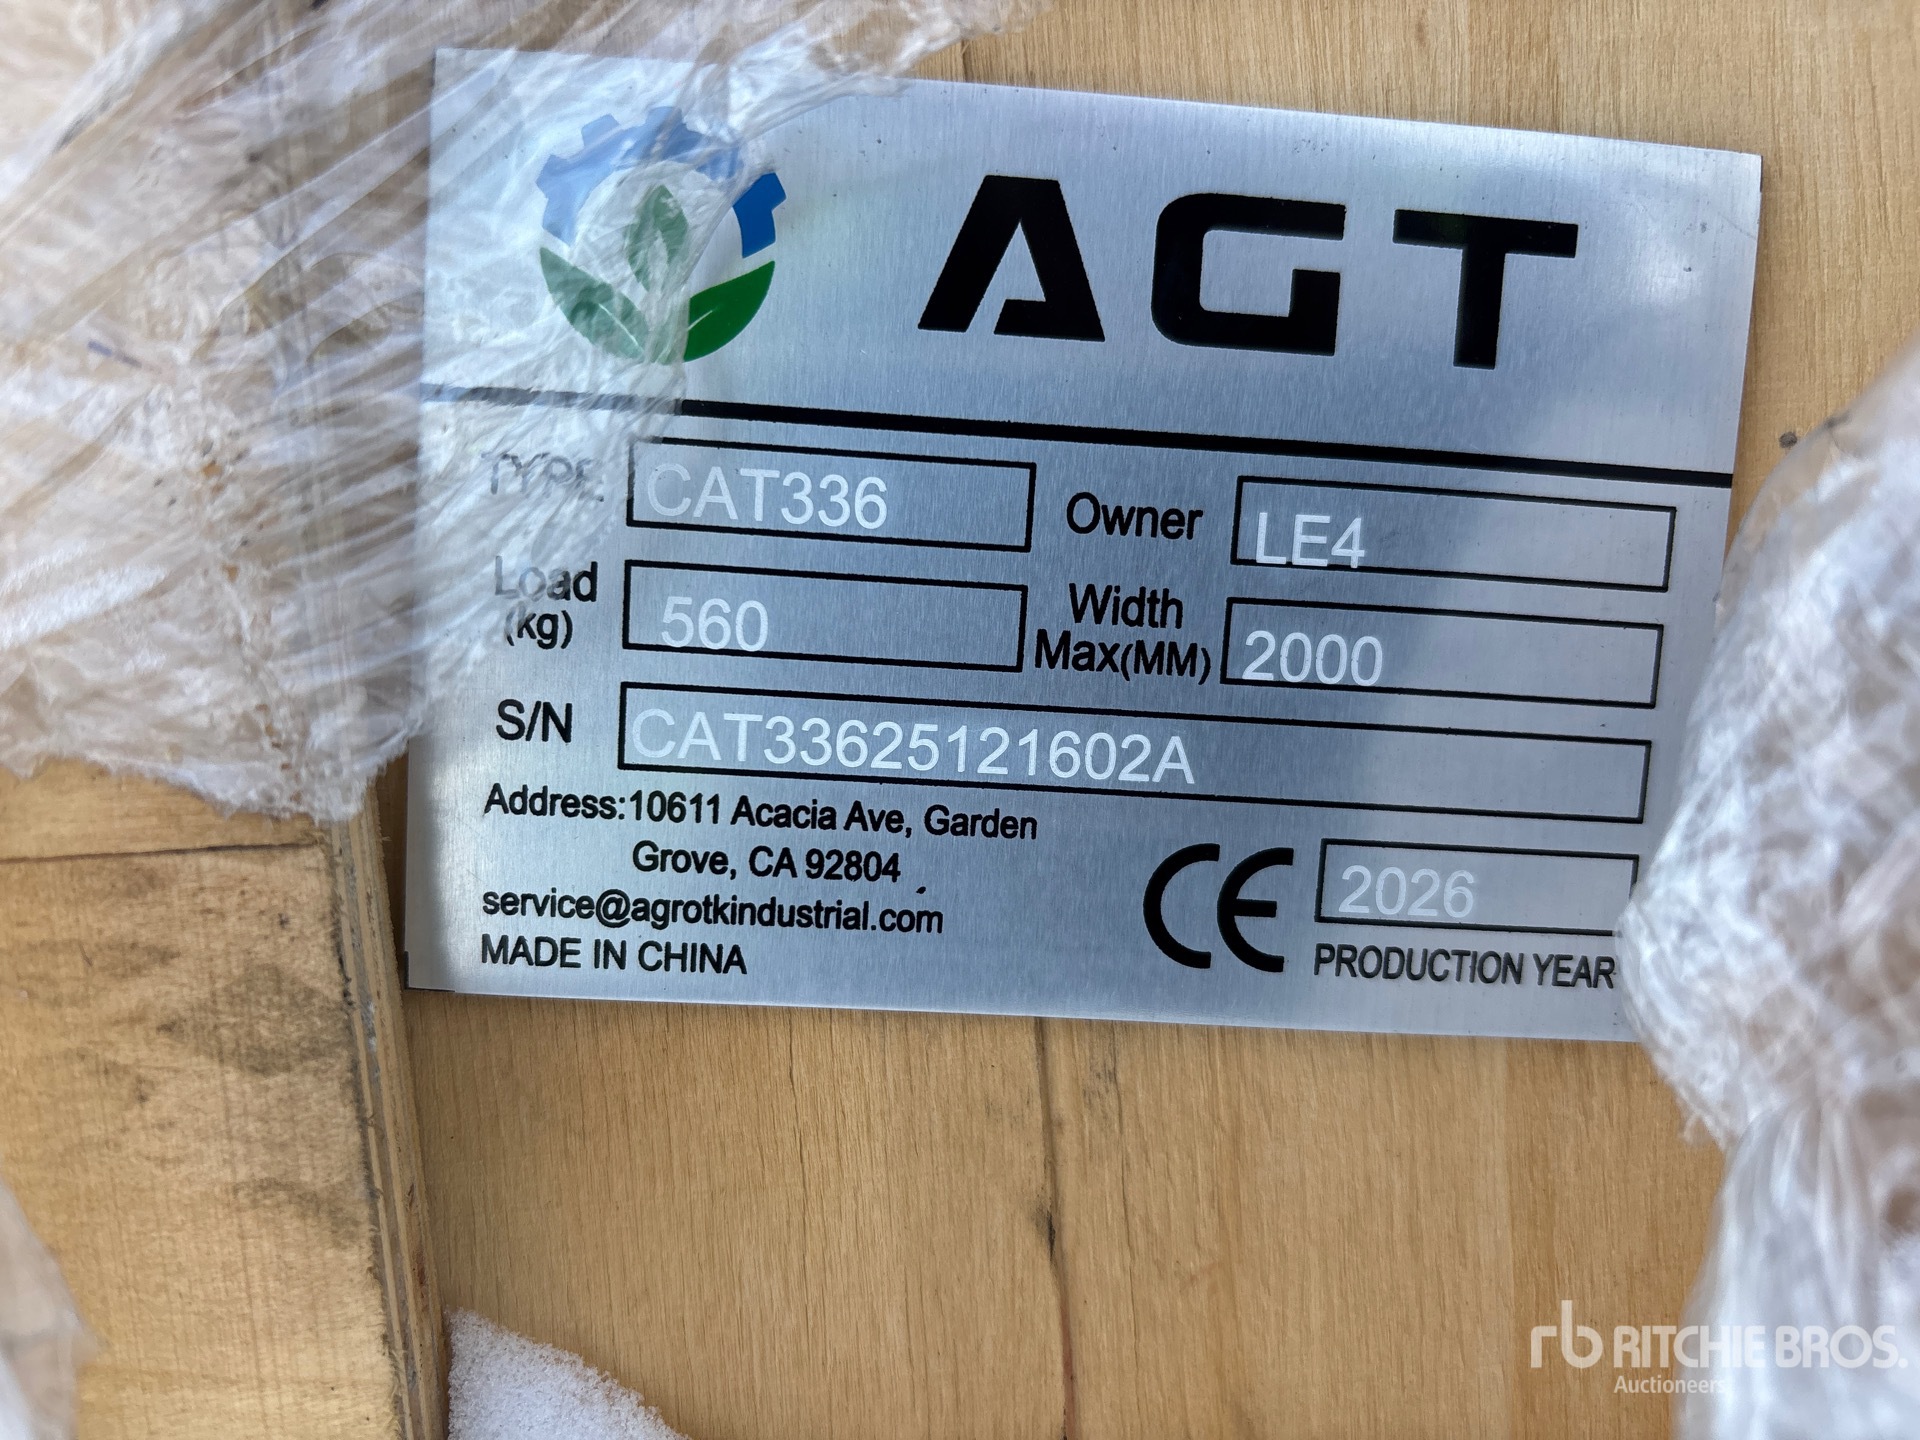 AGT
TYPE CAT336 Owner LE4
Load (kg) 560 Width Max(MM) 2000
S/N CAT33625121602A
Address:10611 Acacia Ave, Garden
Grove, CA 92804
service@agrotkindustrial.com
MADE IN CHINA
CE 2026
PRODUCTION YEAR
rb RITCHIE BROS.
Auctioneers